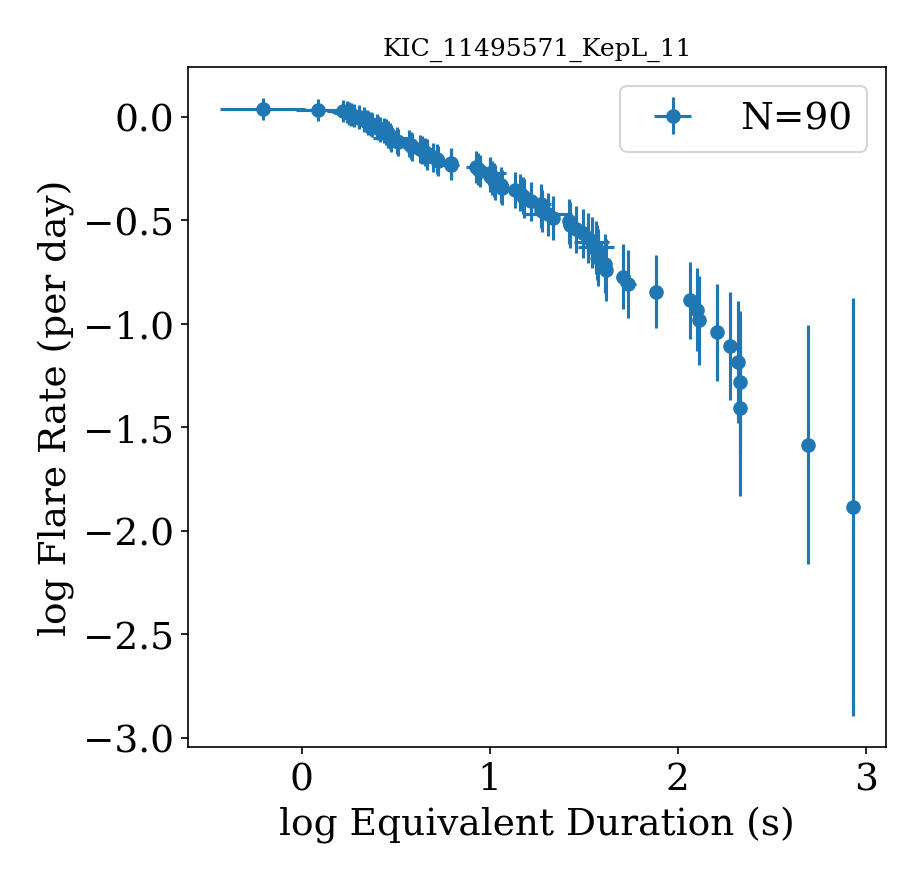 KIC_11495571_KepL_11
N=90
0.0
−0.5
−1.0
−1.5
−2.0
−2.5
−3.0
log Flare Rate (per day)
0 1 2 3
log Equivalent Duration (s)